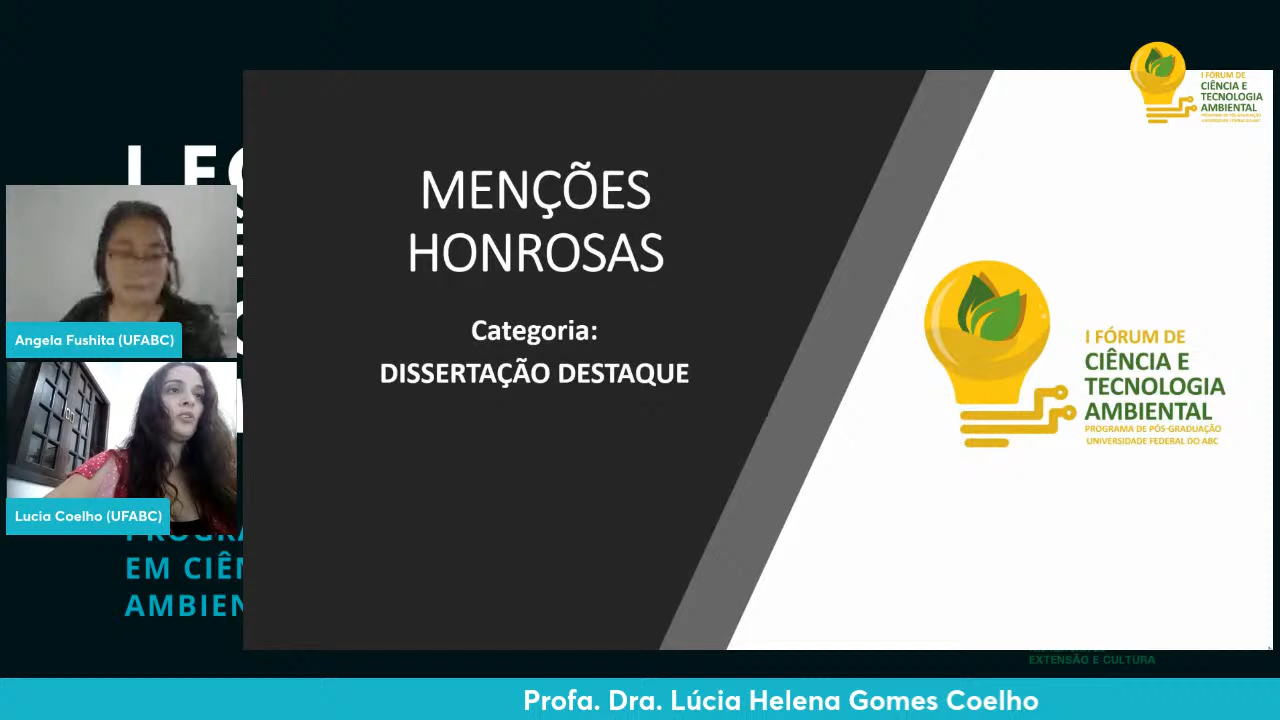 I FÓRUM DE
CIÊNCIA E
TECNOLOGIA
AMBIENTAL
MENÇÕES
HONROSAS
Categoria:
DISSERTAÇÃO DESTAQUE
I FÓRUM DE
CIÊNCIA E
TECNOLOGIA
AMBIENTAL
PROGRAMA DE PÓS-GRADUAÇÃO
UNIVERSIDADE FEDERAL DO ABC
Angela Fushita (UFABC)
Lucia Coelho (UFABC)
EM CIÊN
AMBIEN
EXTENSÃO E CULTURA
Profa. Dra. Lúcia Helena Gomes Coelho